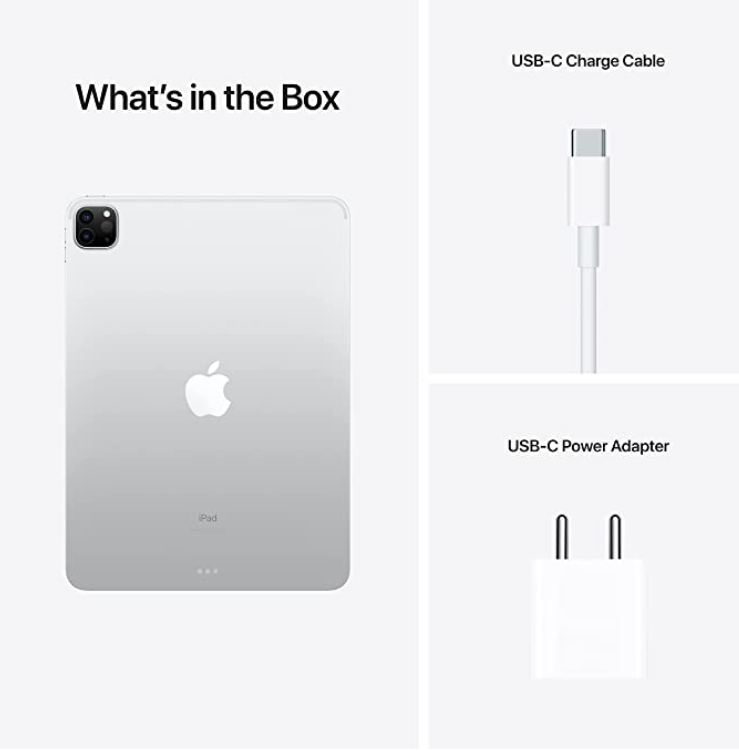 What's in the Box
iPad
USB-C Charge Cable
USB-C Power Adapter